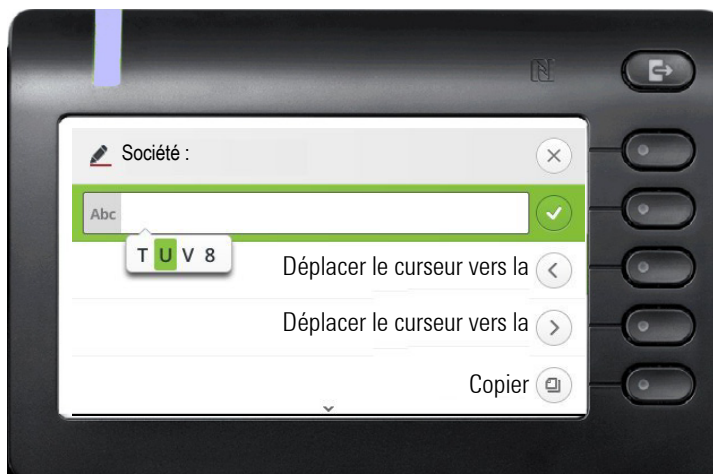 Société :
Abc
T U V 8
Déplacer le curseur vers la
Déplacer le curseur vers la
Copier